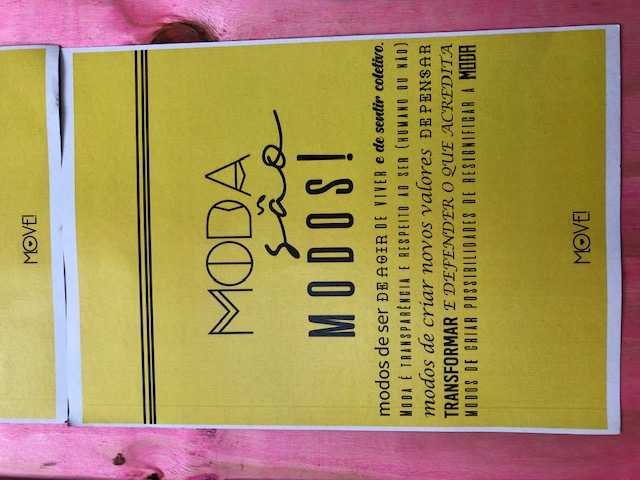 MODA
são
MODOS!
modos de ser DE AGIR DE VIVER e de sentir coletivo.
MODA É TRANSPARÊNCIA E RESPEITO AO SER (HUMANO OU NÃO)
modos de criar novos valores DE PENSAR
TRANSFORMAR E DEFENDER O QUE ACREDITA
MODOS DE CRIAR POSSIBILIDADES DE RESIGNIFICAR A MODA
MOVE!
MOVE!